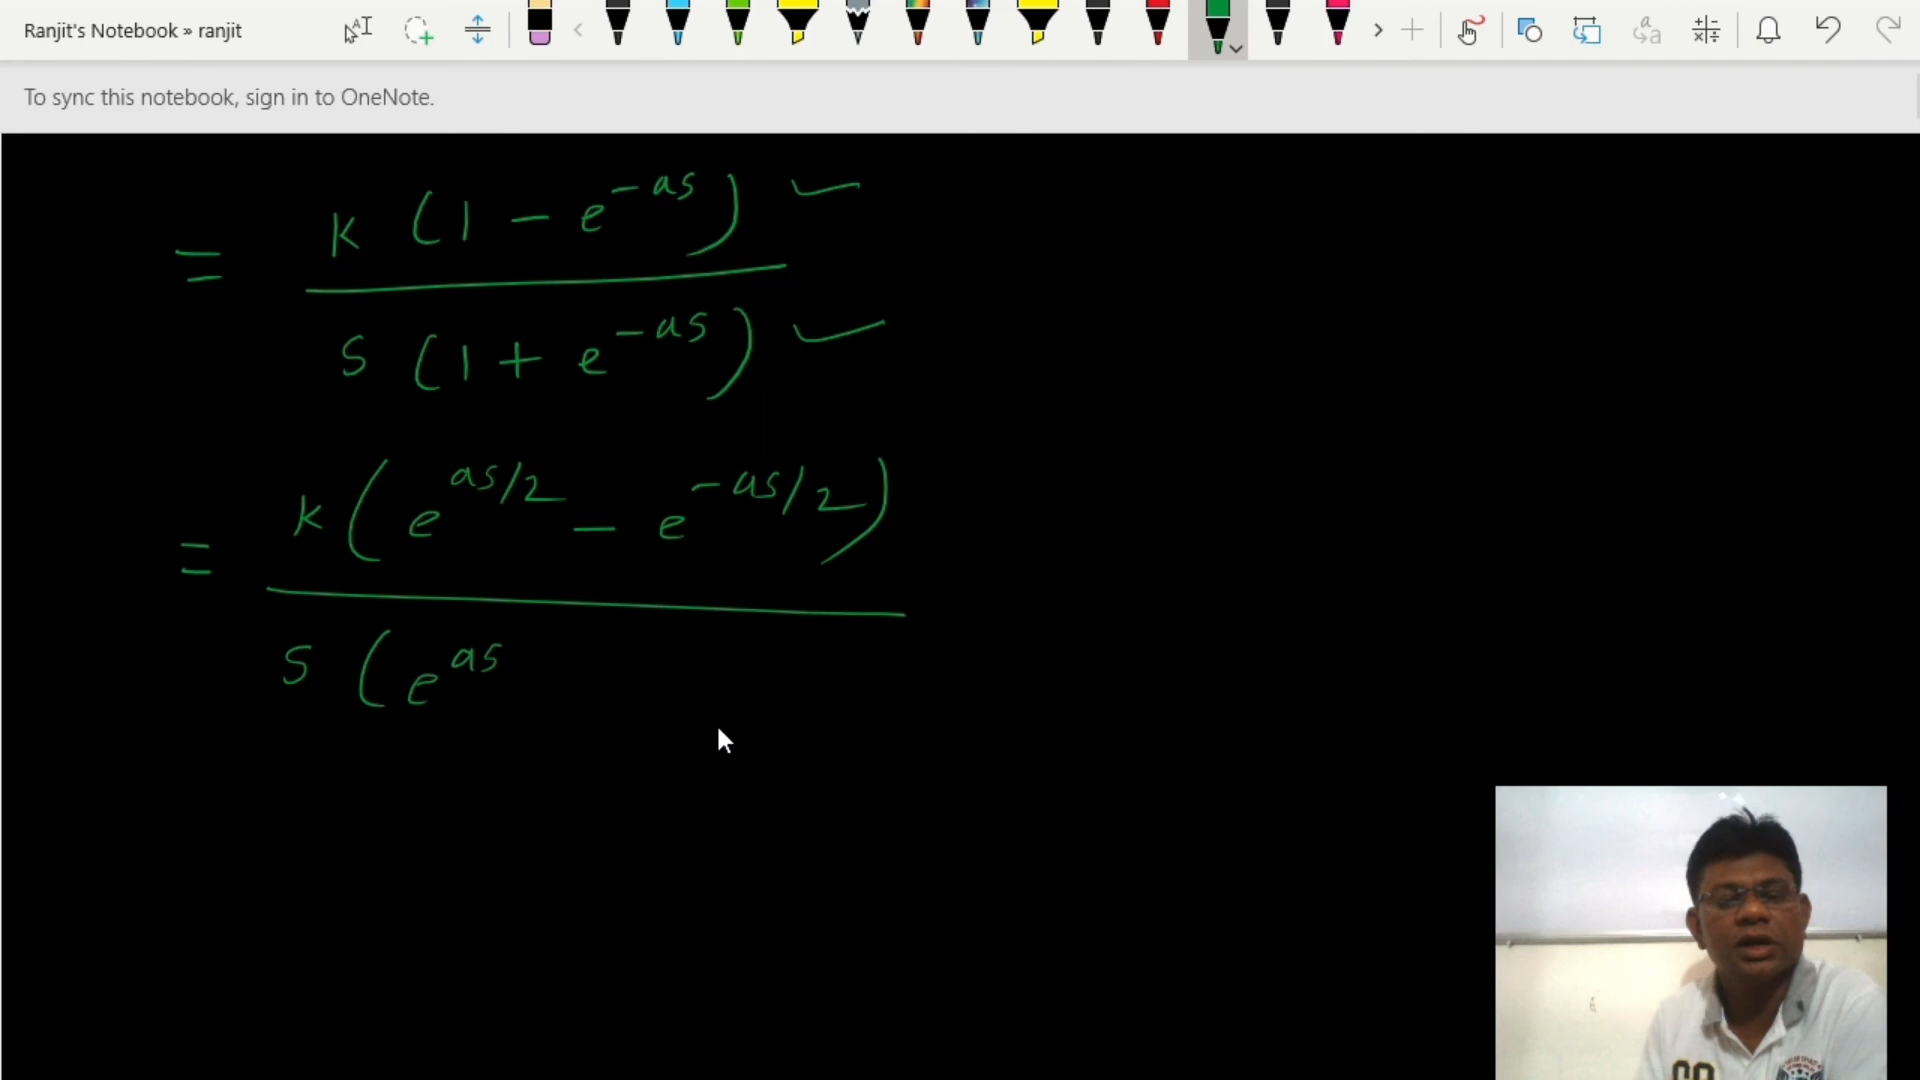 Ranjit's Notebook » ranjit
To sync this notebook, sign in to OneNote.
= K (1 - e^{-as}) ✓
s (1 + e^{-as}) ✓
= K (e^{as/2} - e^{-as/2})
s (e^{as}